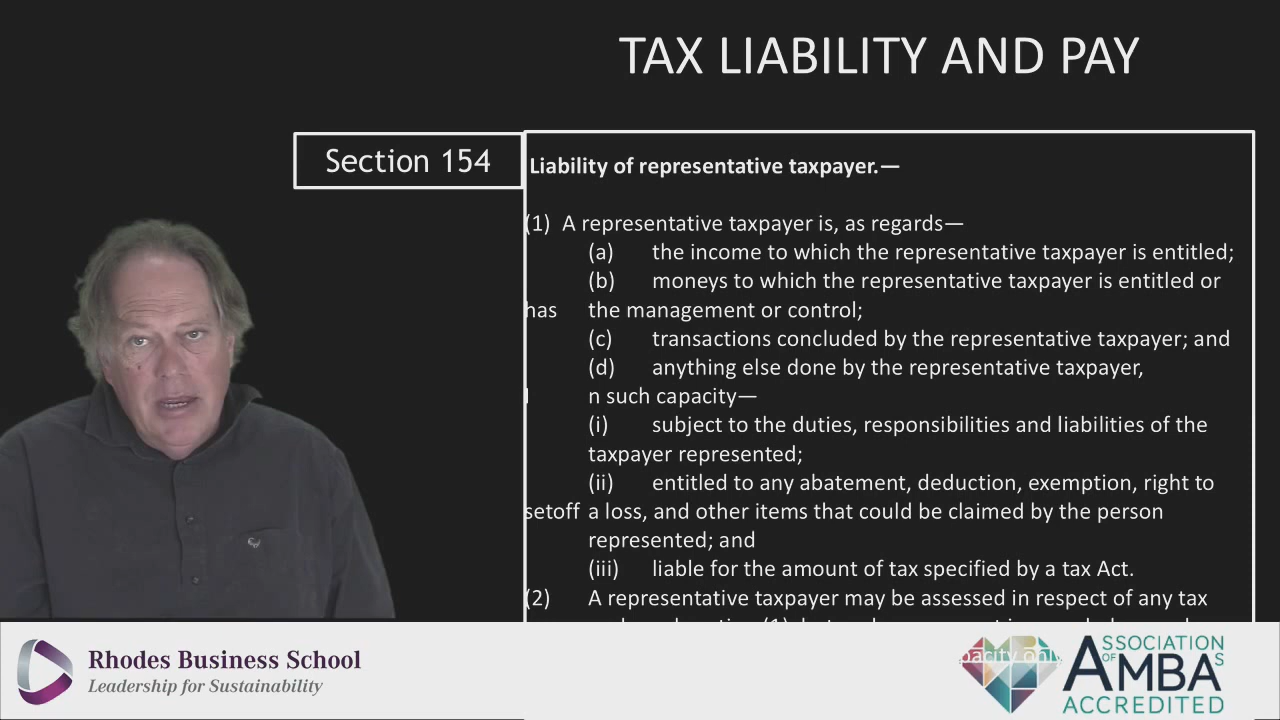 TAX LIABILITY AND PAY
Section 154
Liability of representative taxpayer.—
(1) A representative taxpayer is, as regards—
(a) the income to which the representative taxpayer is entitled;
(b) moneys to which the representative taxpayer is entitled or
has the management or control;
(c) transactions concluded by the representative taxpayer; and
(d) anything else done by the representative taxpayer,
n such capacity—
(i) subject to the duties, responsibilities and liabilities of the
taxpayer represented;
(ii) entitled to any abatement, deduction, exemption, right to
setoff a loss, and other items that could be claimed by the person
represented; and
(iii) liable for the amount of tax specified by a tax Act.
(2) A representative taxpayer may be assessed in respect of any tax
Rhodes Business School
Leadership for Sustainability
ASSOCIATION
OF AMBAS
ACCREDITED